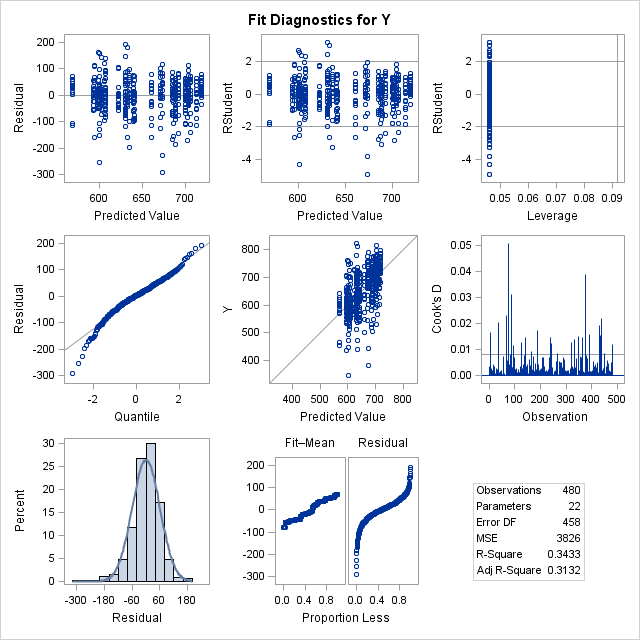 Fit Diagnostics for Y
200
100
0
-100
-200
-300
Residual
600 650 700
Predicted Value
2
0
-2
-4
RStudent
600 650 700
Predicted Value
2
0
-2
-4
RStudent
0.05 0.06 0.07 0.08 0.09
Leverage
200
100
0
-100
-200
-300
Residual
-2 0 2
Quantile
800
700
600
500
400
Y
400 500 600 700 800
Predicted Value
0.05
0.04
0.03
0.02
0.01
0.00
Cook's D
0 100 200 300 400 500
Observation
30
25
20
15
10
5
0
Percent
-300 -180 -60 60 180
Residual
Fit–Mean Residual
200
100
0
-100
-200
-300
0.0 0.4 0.8 0.0 0.4 0.8
Proportion Less
Observations 480
Parameters 22
Error DF 458
MSE 3826
R-Square 0.3433
Adj R-Square 0.3132